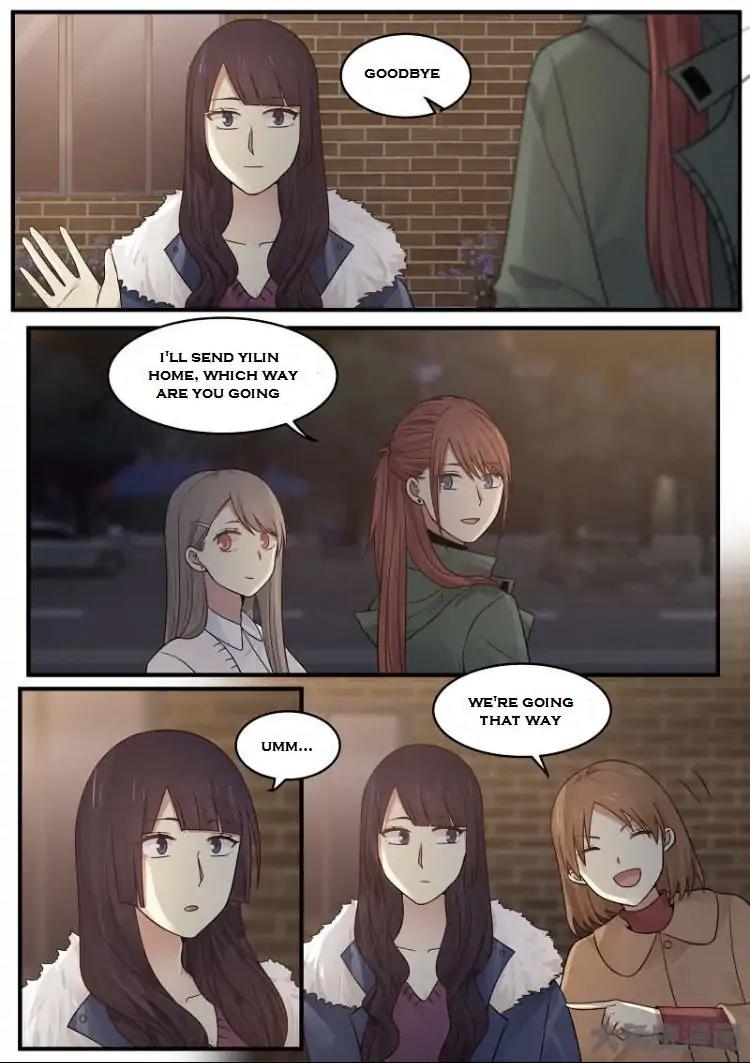 GOODBYE
I'LL SEND YILIN
HOME, WHICH WAY
ARE YOU GOING
UMM...
WE'RE GOING
THAT WAY